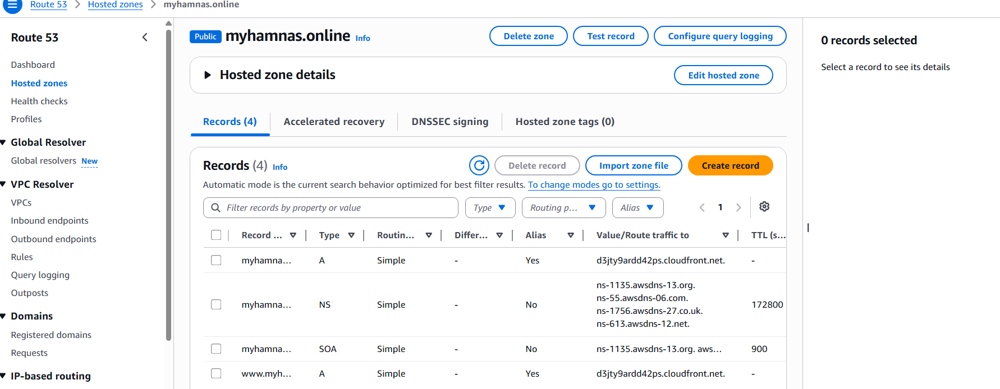 Route 53 > Hosted zones > myhamnas.online
Route 53
Dashboard
Hosted zones
Health checks
Profiles
Global Resolver
Global resolvers New
VPC Resolver
VPCs
Inbound endpoints
Outbound endpoints
Rules
Query logging
Outposts
Domains
Registered domains
Requests
IP-based routing
Public myhamnas.online Info
Delete zone
Test record
Configure query logging
Hosted zone details
Edit hosted zone
Records (4)
Accelerated recovery
DNSSEC signing
Hosted zone tags (0)
Records (4) Info
Delete record
Import zone file
Create record
Automatic mode is the current search behavior optimized for best filter results. To change modes go to settings.
Filter records by property or value
Type
Routing p...
Alias
1
Record ... Type Routin... Differ... Alias Value/Route traffic to TTL (s...
myhamna... A Simple - Yes d3jty9ardd42ps.cloudfront.net. -
myhamna... NS Simple - No ns-1135.awsdns-13.org.
ns-55.awsdns-06.com.
ns-1756.awsdns-27.co.uk.
ns-613.awsdns-12.net.
172800
myhamna... SOA Simple - No ns-1135.awsdns-13.org. aws... 900
www.myh... A Simple - Yes d3jty9ardd42ps.cloudfront.net. -
0 records selected
Select a record to see its details